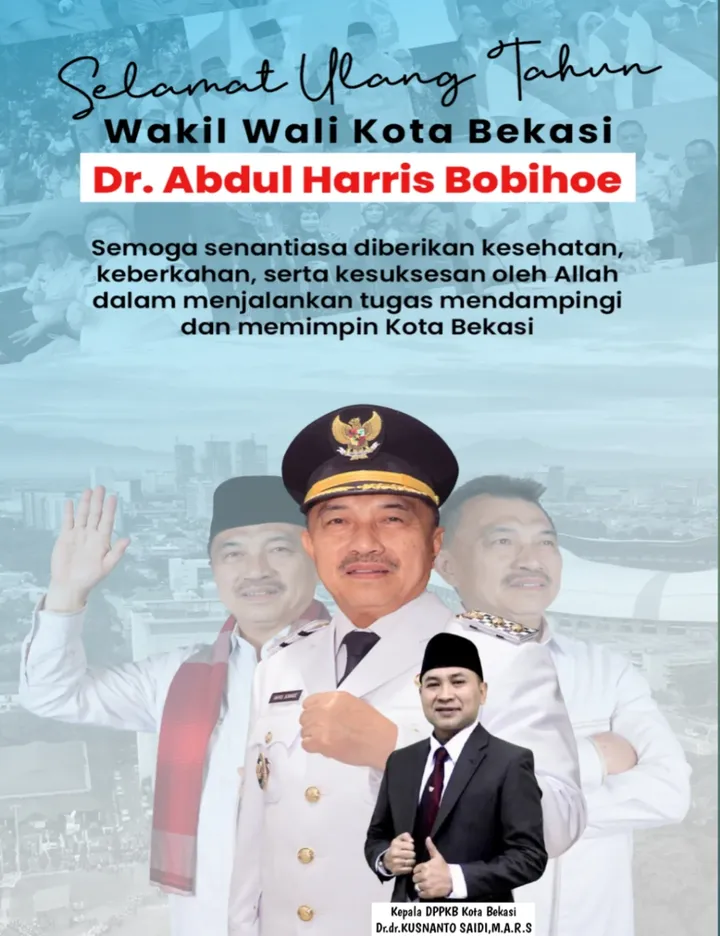 Selamat Ulang Tahun
Wakil Wali Kota Bekasi
Dr. Abdul Harris Bobihoe
Semoga senantiasa diberikan kesehatan,
keberkahan, serta kesuksesan oleh Allah
dalam menjalankan tugas mendampingi
dan memimpin Kota Bekasi
Kepala DPPKB Kota Bekasi
Dr.dr.KUSNANTO SAIDI,M.A.R.S